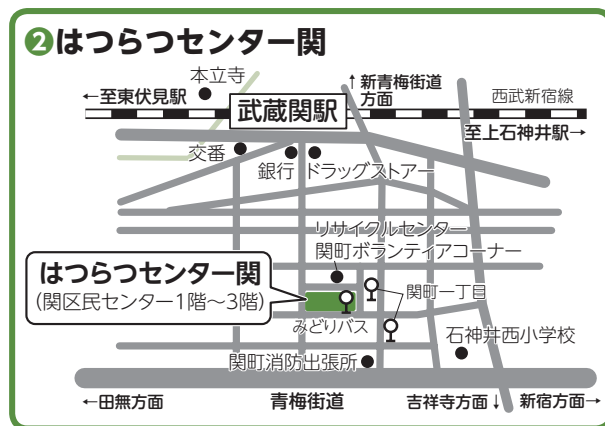 ❷はつらつセンター関
本立寺
↑新青梅街道
方面
西武新宿線
←至東伏見駅
武蔵関駅
至上石神井駅→
交番
銀行
ドラッグストアー
リサイクルセンター
関町ボランティアコーナー
はつらつセンター関
(関区民センター1階〜3階)
関町一丁目
みどりバス
石神井西小学校
関町消防出張所
←田無方面
青梅街道
吉祥寺方面↓
新宿方面→